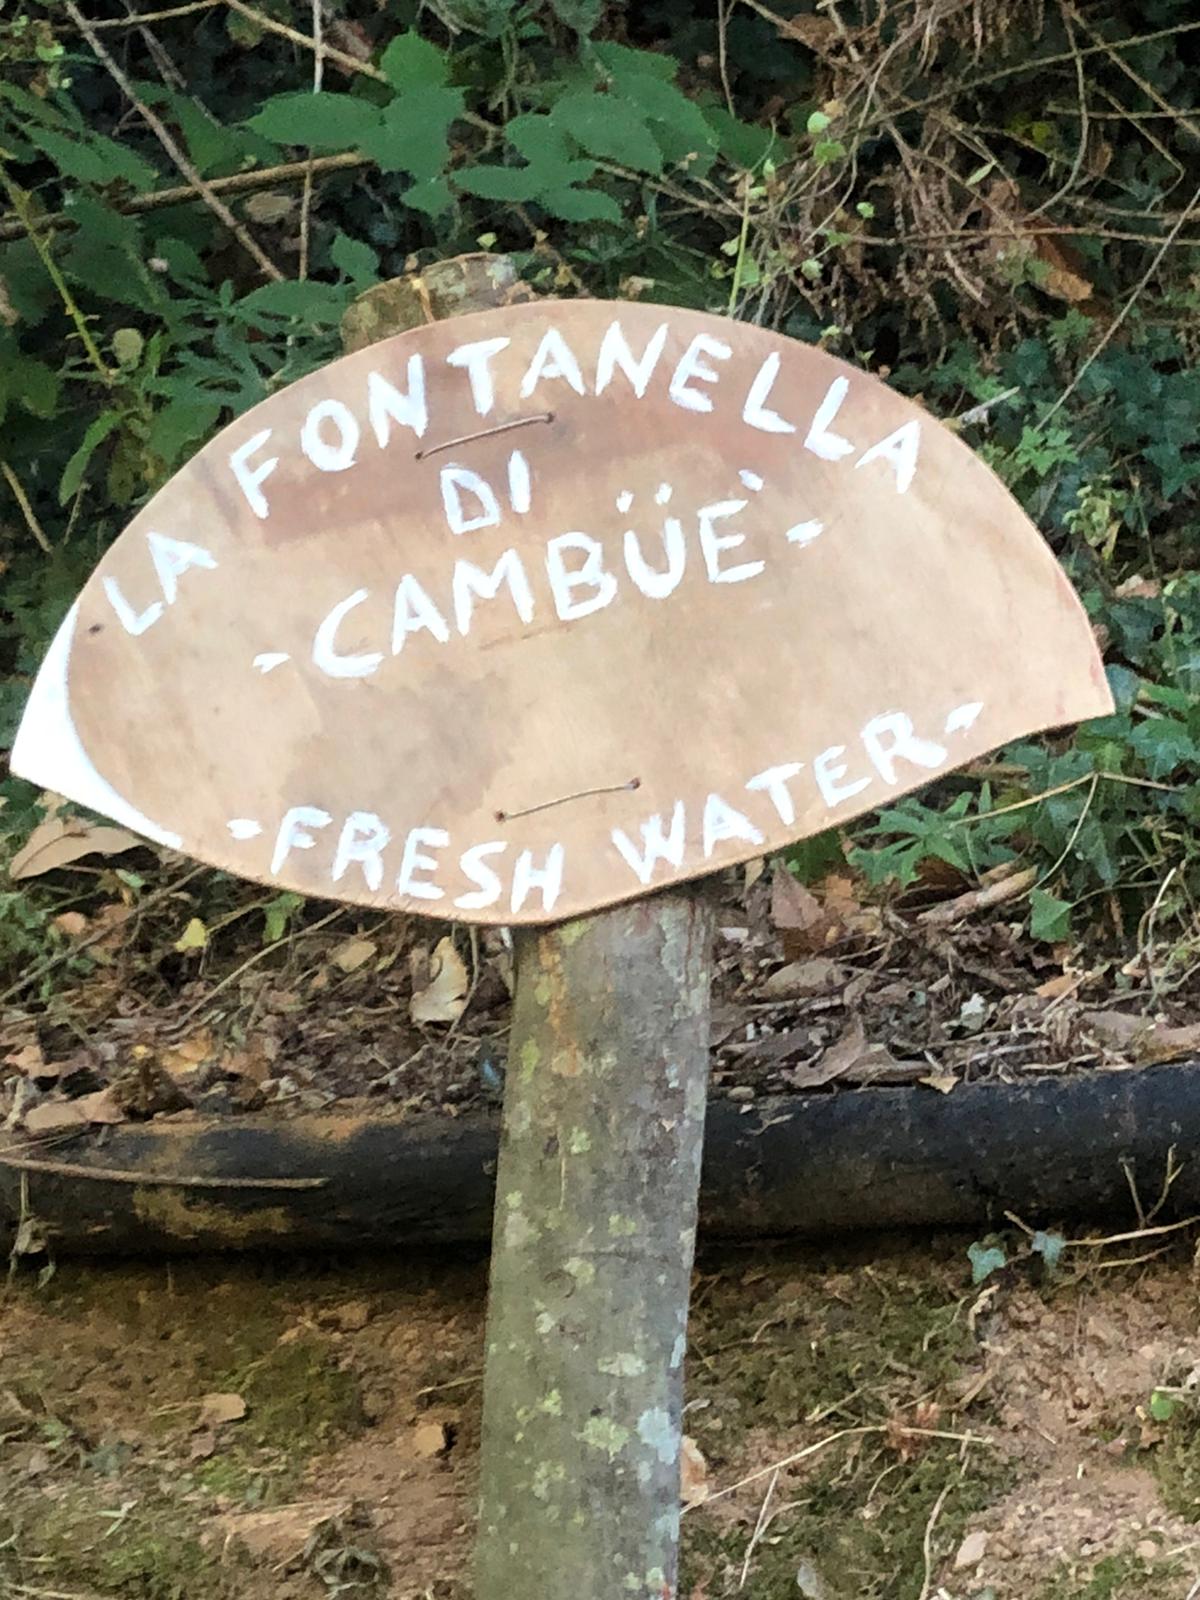 LA FONTANELLA
DI
-CAMBÜÈ-
-FRESH WATER-